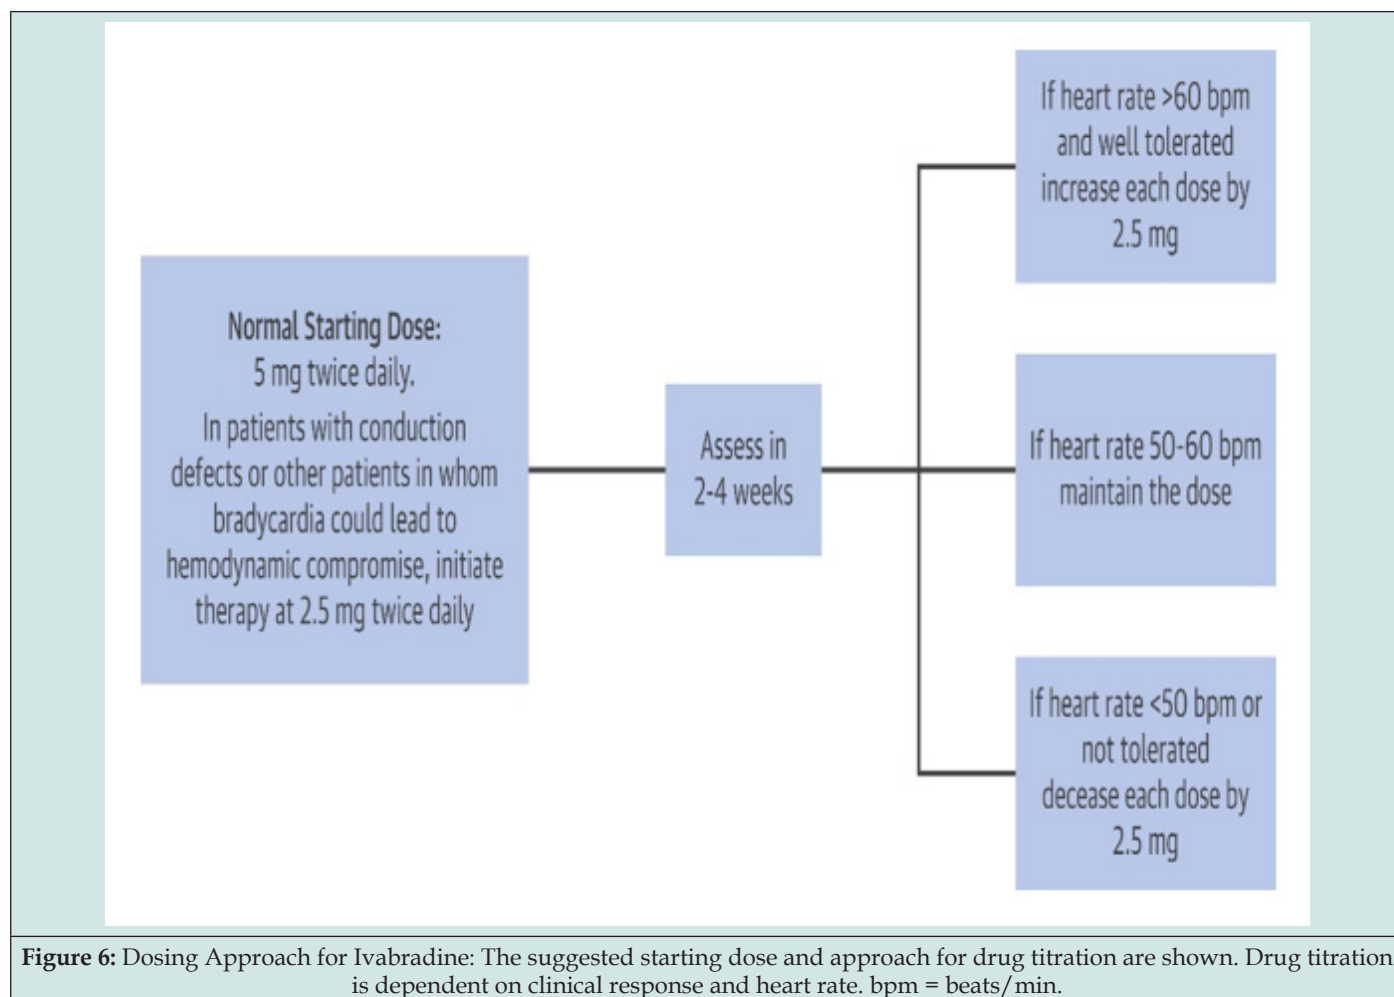 Normal Starting Dose:
5 mg twice daily.
In patients with conduction
defects or other patients in whom
bradycardia could lead to
hemodynamic compromise, initiate
therapy at 2.5 mg twice daily
Assess in
2-4 weeks
If heart rate >60 bpm
and well tolerated
increase each dose by
2.5 mg
If heart rate 50-60 bpm
maintain the dose
If heart rate <50 bpm or
not tolerated
decease each dose by
2.5 mg
Figure 6: Dosing Approach for Ivabradine: The suggested starting dose and approach for drug titration are shown. Drug titration
is dependent on clinical response and heart rate. bpm = beats/min.